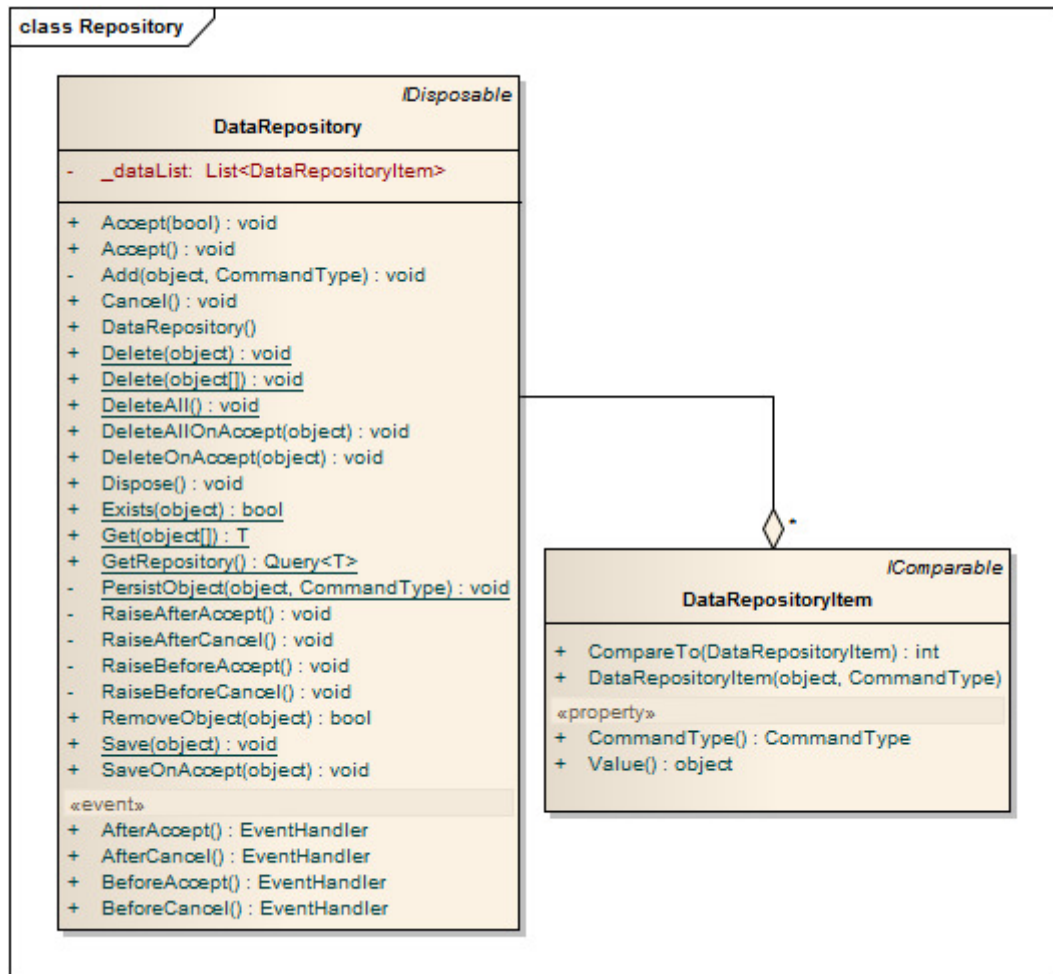 class Repository
IDisposable
DataRepository
- _dataList: List<DataRepositoryItem>
+ Accept(bool) : void
+ Accept() : void
- Add(object, CommandType) : void
+ Cancel() : void
+ DataRepository()
+ Delete(object) : void
+ Delete(object[]) : void
+ DeleteAll() : void
+ DeleteAllOnAccept(object) : void
+ DeleteOnAccept(object) : void
+ Dispose() : void
+ Exists(object) : bool
+ Get(object[]) : T
+ GetRepository() : Query<T>
- PersistObject(object, CommandType) : void
- RaiseAfterAccept() : void
- RaiseAfterCancel() : void
- RaiseBeforeAccept() : void
- RaiseBeforeCancel() : void
+ RemoveObject(object) : bool
+ Save(object) : void
+ SaveOnAccept(object) : void
«event»
+ AfterAccept() : EventHandler
+ AfterCancel() : EventHandler
+ BeforeAccept() : EventHandler
+ BeforeCancel() : EventHandler
*
IComparable
DataRepositoryItem
+ CompareTo(DataRepositoryItem) : int
+ DataRepositoryItem(object, CommandType)
«property»
+ CommandType() : CommandType
+ Value() : object